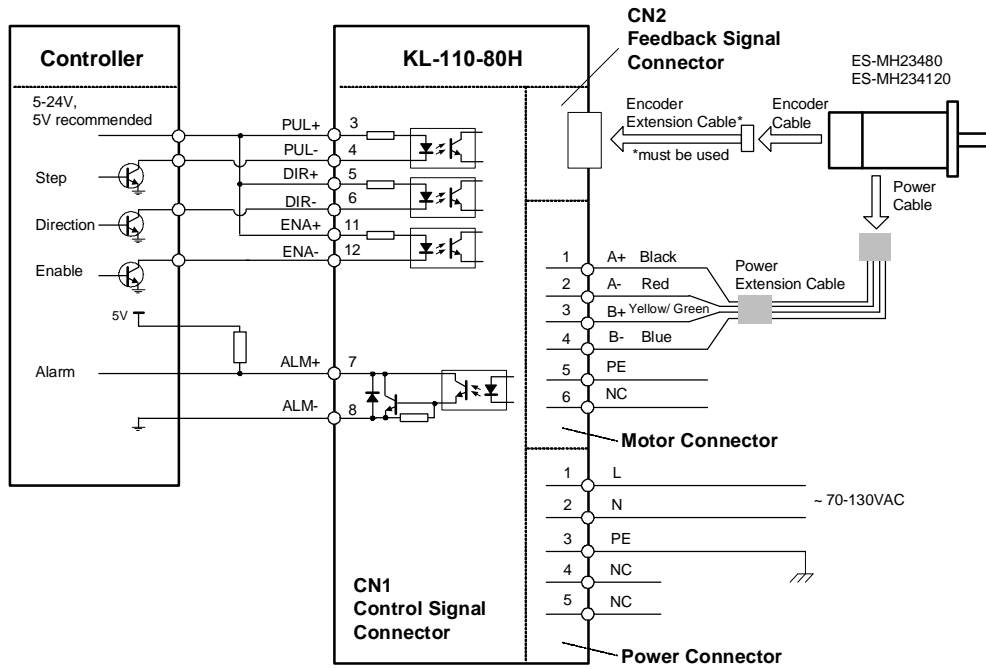 Controller
5-24V,
5V recommended
Step
Direction
Enable
5V
Alarm
KL-110-80H
PUL+ 3
PUL- 4
DIR+ 5
DIR- 6
ENA+ 11
ENA- 12
ALM+ 7
ALM- 8
CN1
Control Signal
Connector
CN2
Feedback Signal
Connector
Encoder
Extension Cable*
*must be used
Encoder
Cable
ES-MH23480
ES-MH234120
Power
Cable
Power
Extension Cable
1 A+ Black
2 A- Red
3 B+ Yellow/ Green
4 B- Blue
5 PE
6 NC
Motor Connector
1 L
2 N
~ 70-130VAC
3 PE
4 NC
5 NC
Power Connector